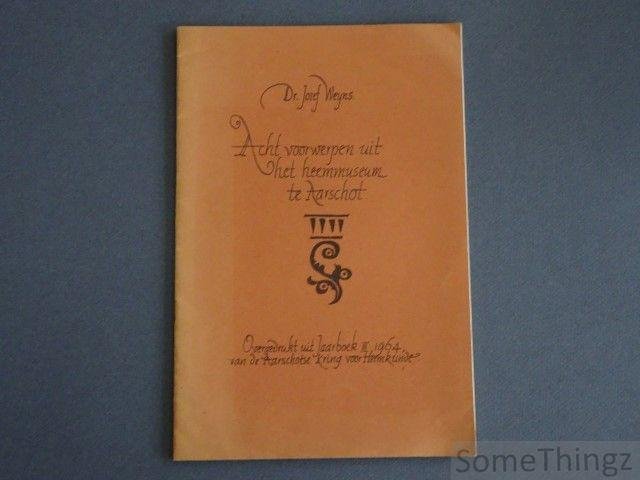 Dr. Jozef Weyns.
Acht voorwerpen uit
het heemmuseum
te Aarschot
Overgedrukt uit Jaarboek III, 1964,
van de Aarschotse Kring voor Heemkunde
SomeThingz